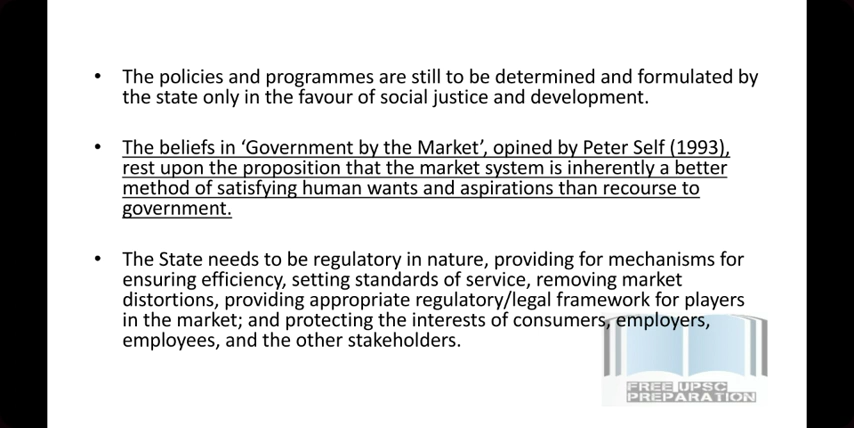 • The policies and programmes are still to be determined and formulated by
the state only in the favour of social justice and development.
• The beliefs in ‘Government by the Market’, opined by Peter Self (1993),
rest upon the proposition that the market system is inherently a better
method of satisfying human wants and aspirations than recourse to
government.
• The State needs to be regulatory in nature, providing for mechanisms for
ensuring efficiency, setting standards of service, removing market
distortions, providing appropriate regulatory/legal framework for players
in the market; and protecting the interests of consumers, employers,
employees, and the other stakeholders.
FREE UPSC
PREPARATION